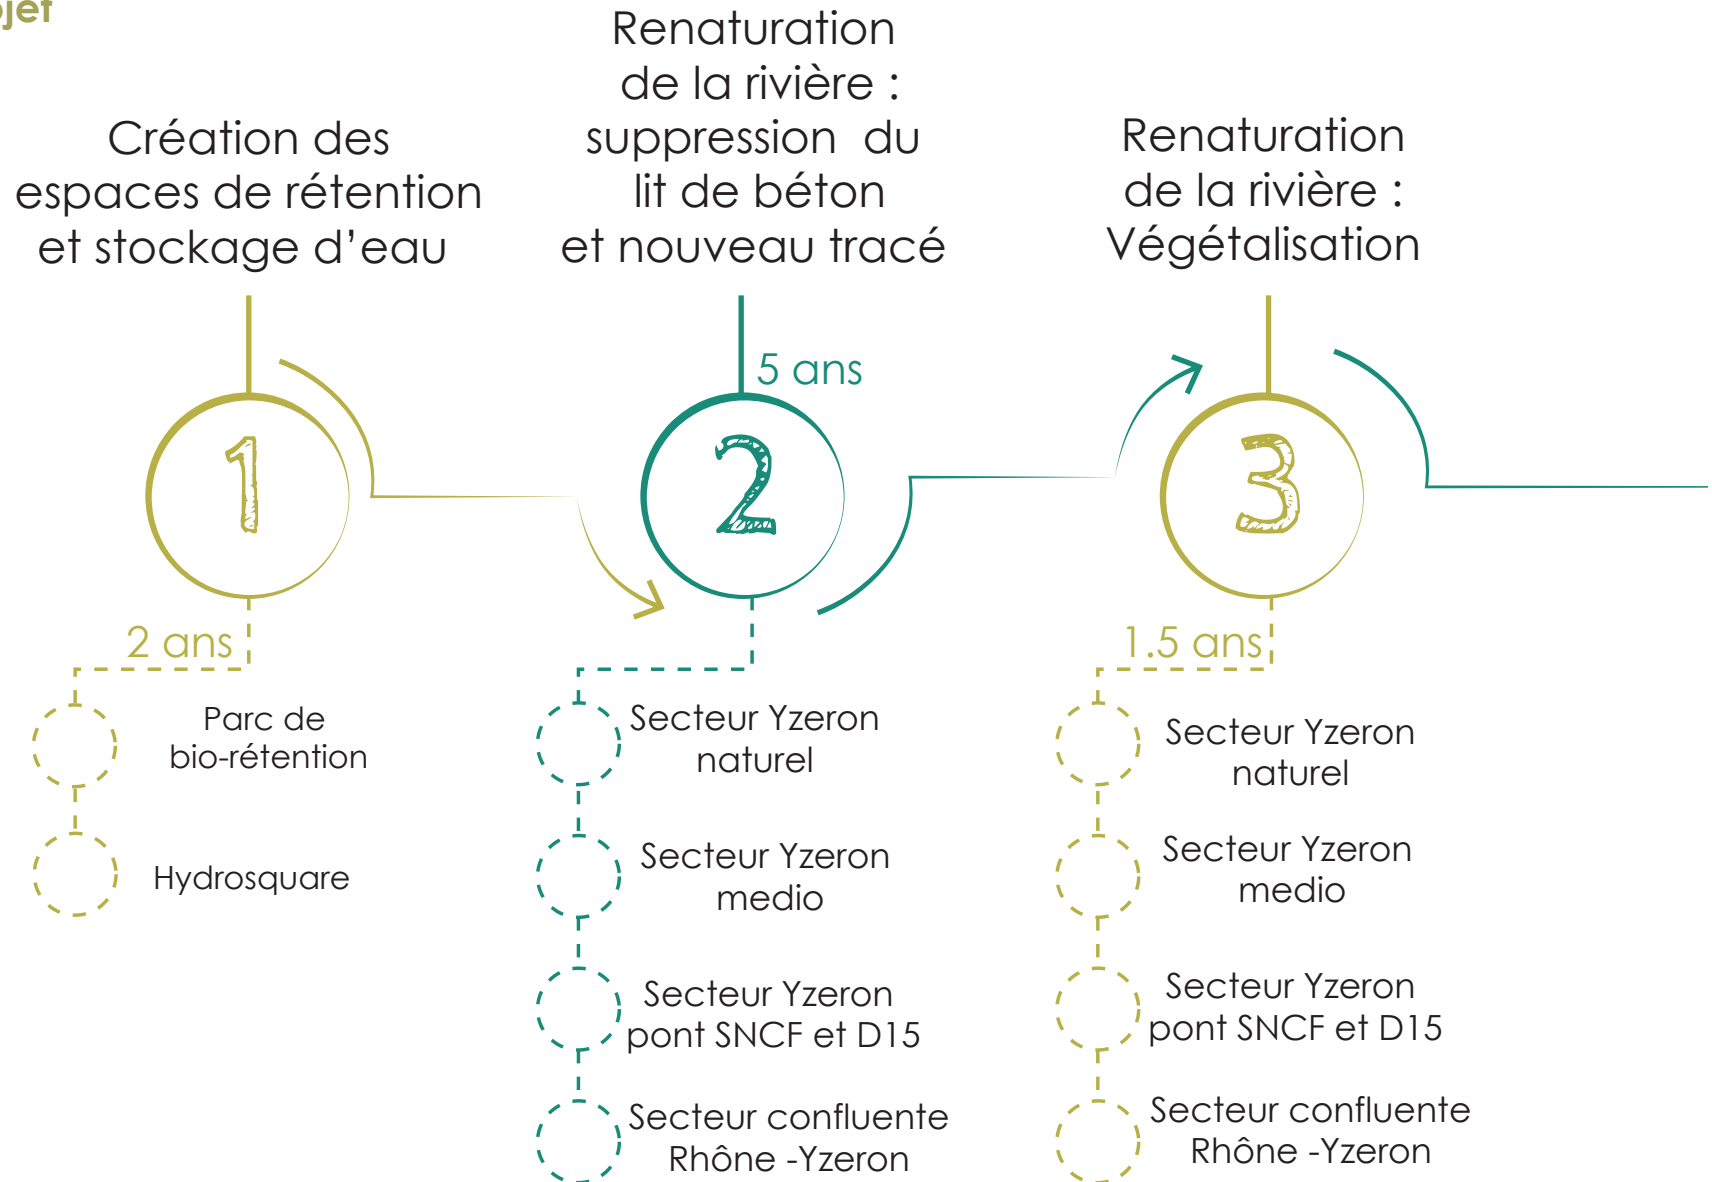 Création des
espaces de rétention
et stockage d’eau
1
2 ans
Parc de
bio-rétention
Hydrosquare
Renaturation
de la rivière :
suppression du
lit de béton
et nouveau tracé
5 ans
2
Secteur Yzeron
naturel
Secteur Yzeron
medio
Secteur Yzeron
pont SNCF et D15
Secteur confluente
Rhône -Yzeron
Renaturation
de la rivière :
Végétalisation
3
1.5 ans
Secteur Yzeron
naturel
Secteur Yzeron
medio
Secteur Yzeron
pont SNCF et D15
Secteur confluente
Rhône -Yzeron